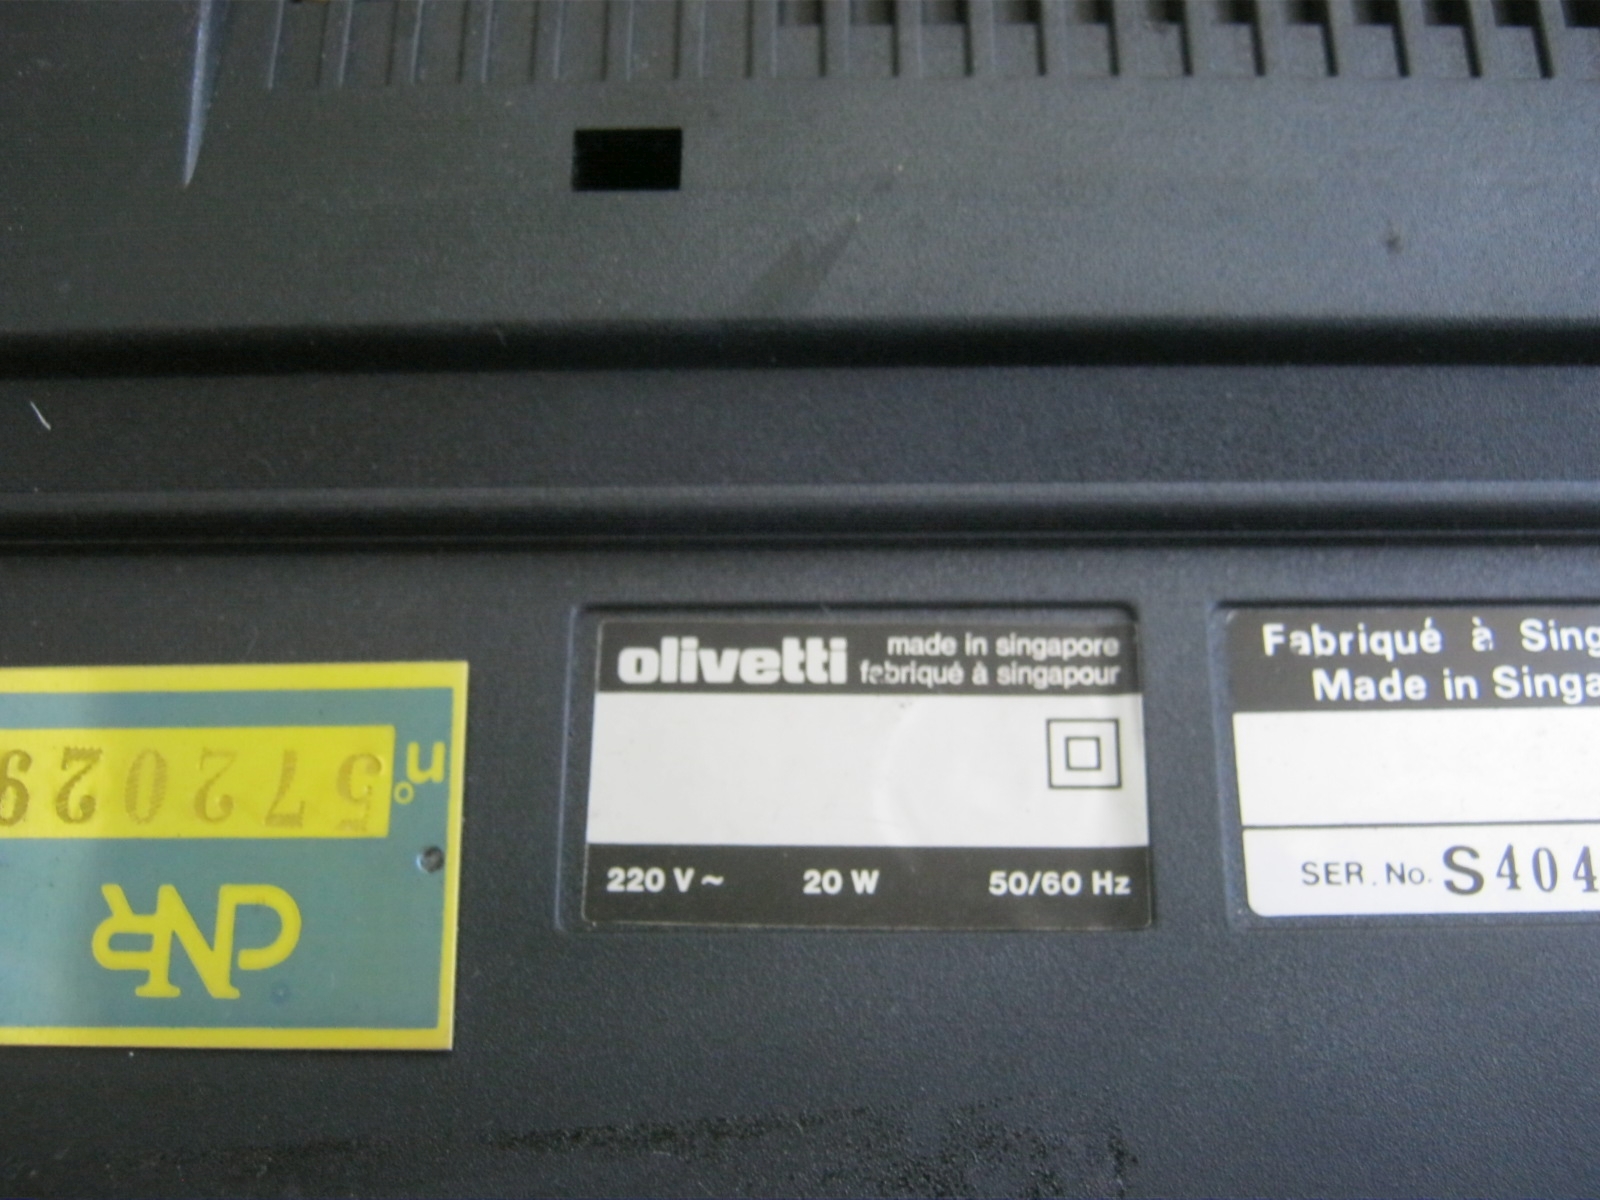 olivetti made in singapore
fabriqué à singapour
220 V ~ 20 W 50/60 Hz
Fabriqué à Sing
Made in Singa
SER. No. S404
n° 572029
CNR